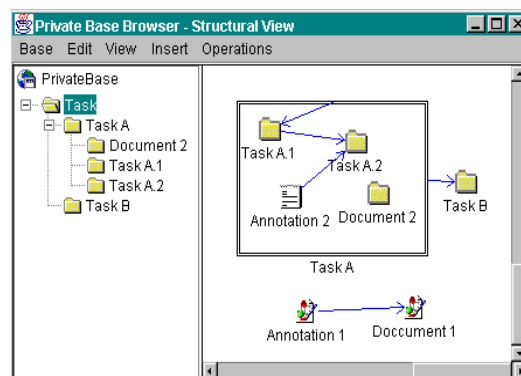 Private Base Browser - Structural View
Base Edit View Insert Operations
PrivateBase
Task
Task A
Document 2
Task A.1
Task A.2
Task B
Task A.1
Task A.2
Annotation 2
Document 2
Task B
Task A
Annotation 1
Doccument 1